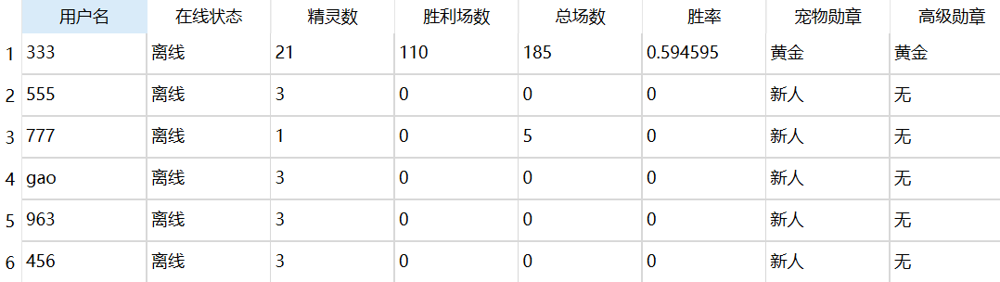 用户名 在线状态 精灵数 胜利场数 总场数 胜率 宠物勋章 高级勋章
1 333 离线 21 110 185 0.594595 黄金 黄金
2 555 离线 3 0 0 0 新人 无
3 777 离线 1 0 5 0 新人 无
4 gao 离线 3 0 0 0 新人 无
5 963 离线 3 0 0 0 新人 无
6 456 离线 3 0 0 0 新人 无